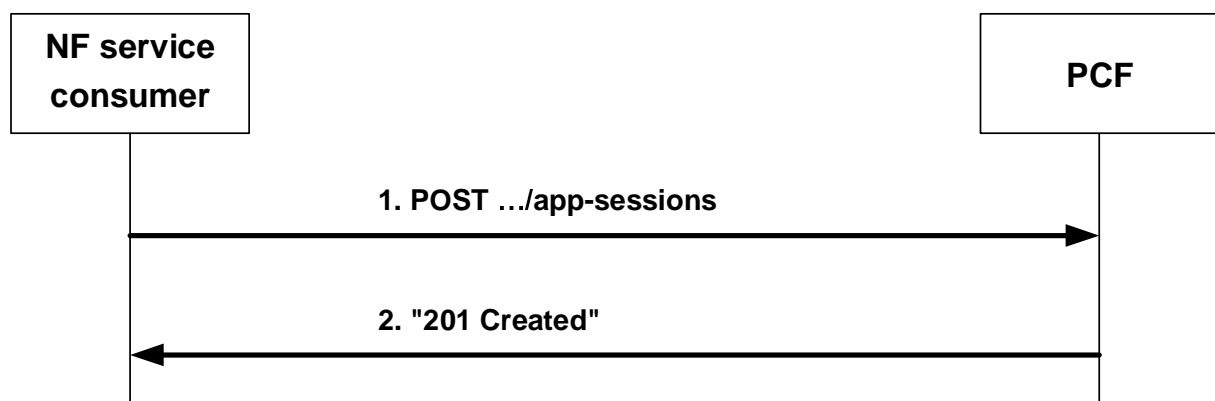 NF service
consumer
PCF
1. POST …/app-sessions
2. "201 Created"